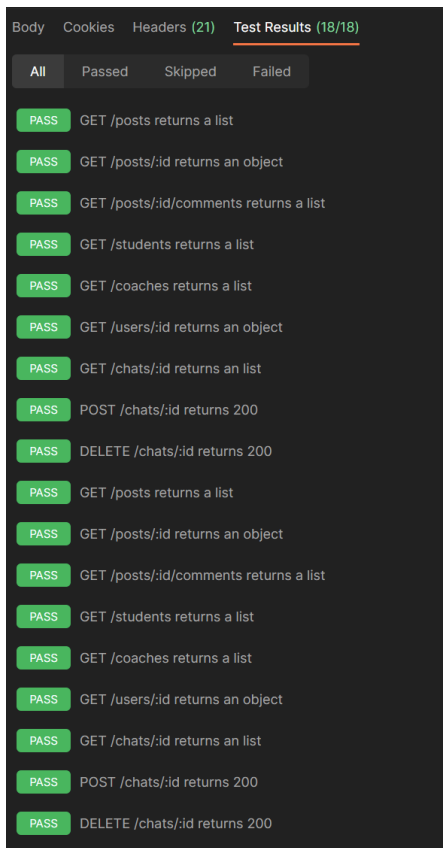 Body Cookies Headers (21) Test Results (18/18)
All Passed Skipped Failed
PASS GET /posts returns a list
PASS GET /posts/:id returns an object
PASS GET /posts/:id/comments returns a list
PASS GET /students returns a list
PASS GET /coaches returns a list
PASS GET /users/:id returns an object
PASS GET /chats/:id returns an list
PASS POST /chats/:id returns 200
PASS DELETE /chats/:id returns 200
PASS GET /posts returns a list
PASS GET /posts/:id returns an object
PASS GET /posts/:id/comments returns a list
PASS GET /students returns a list
PASS GET /coaches returns a list
PASS GET /users/:id returns an object
PASS GET /chats/:id returns an list
PASS POST /chats/:id returns 200
PASS DELETE /chats/:id returns 200